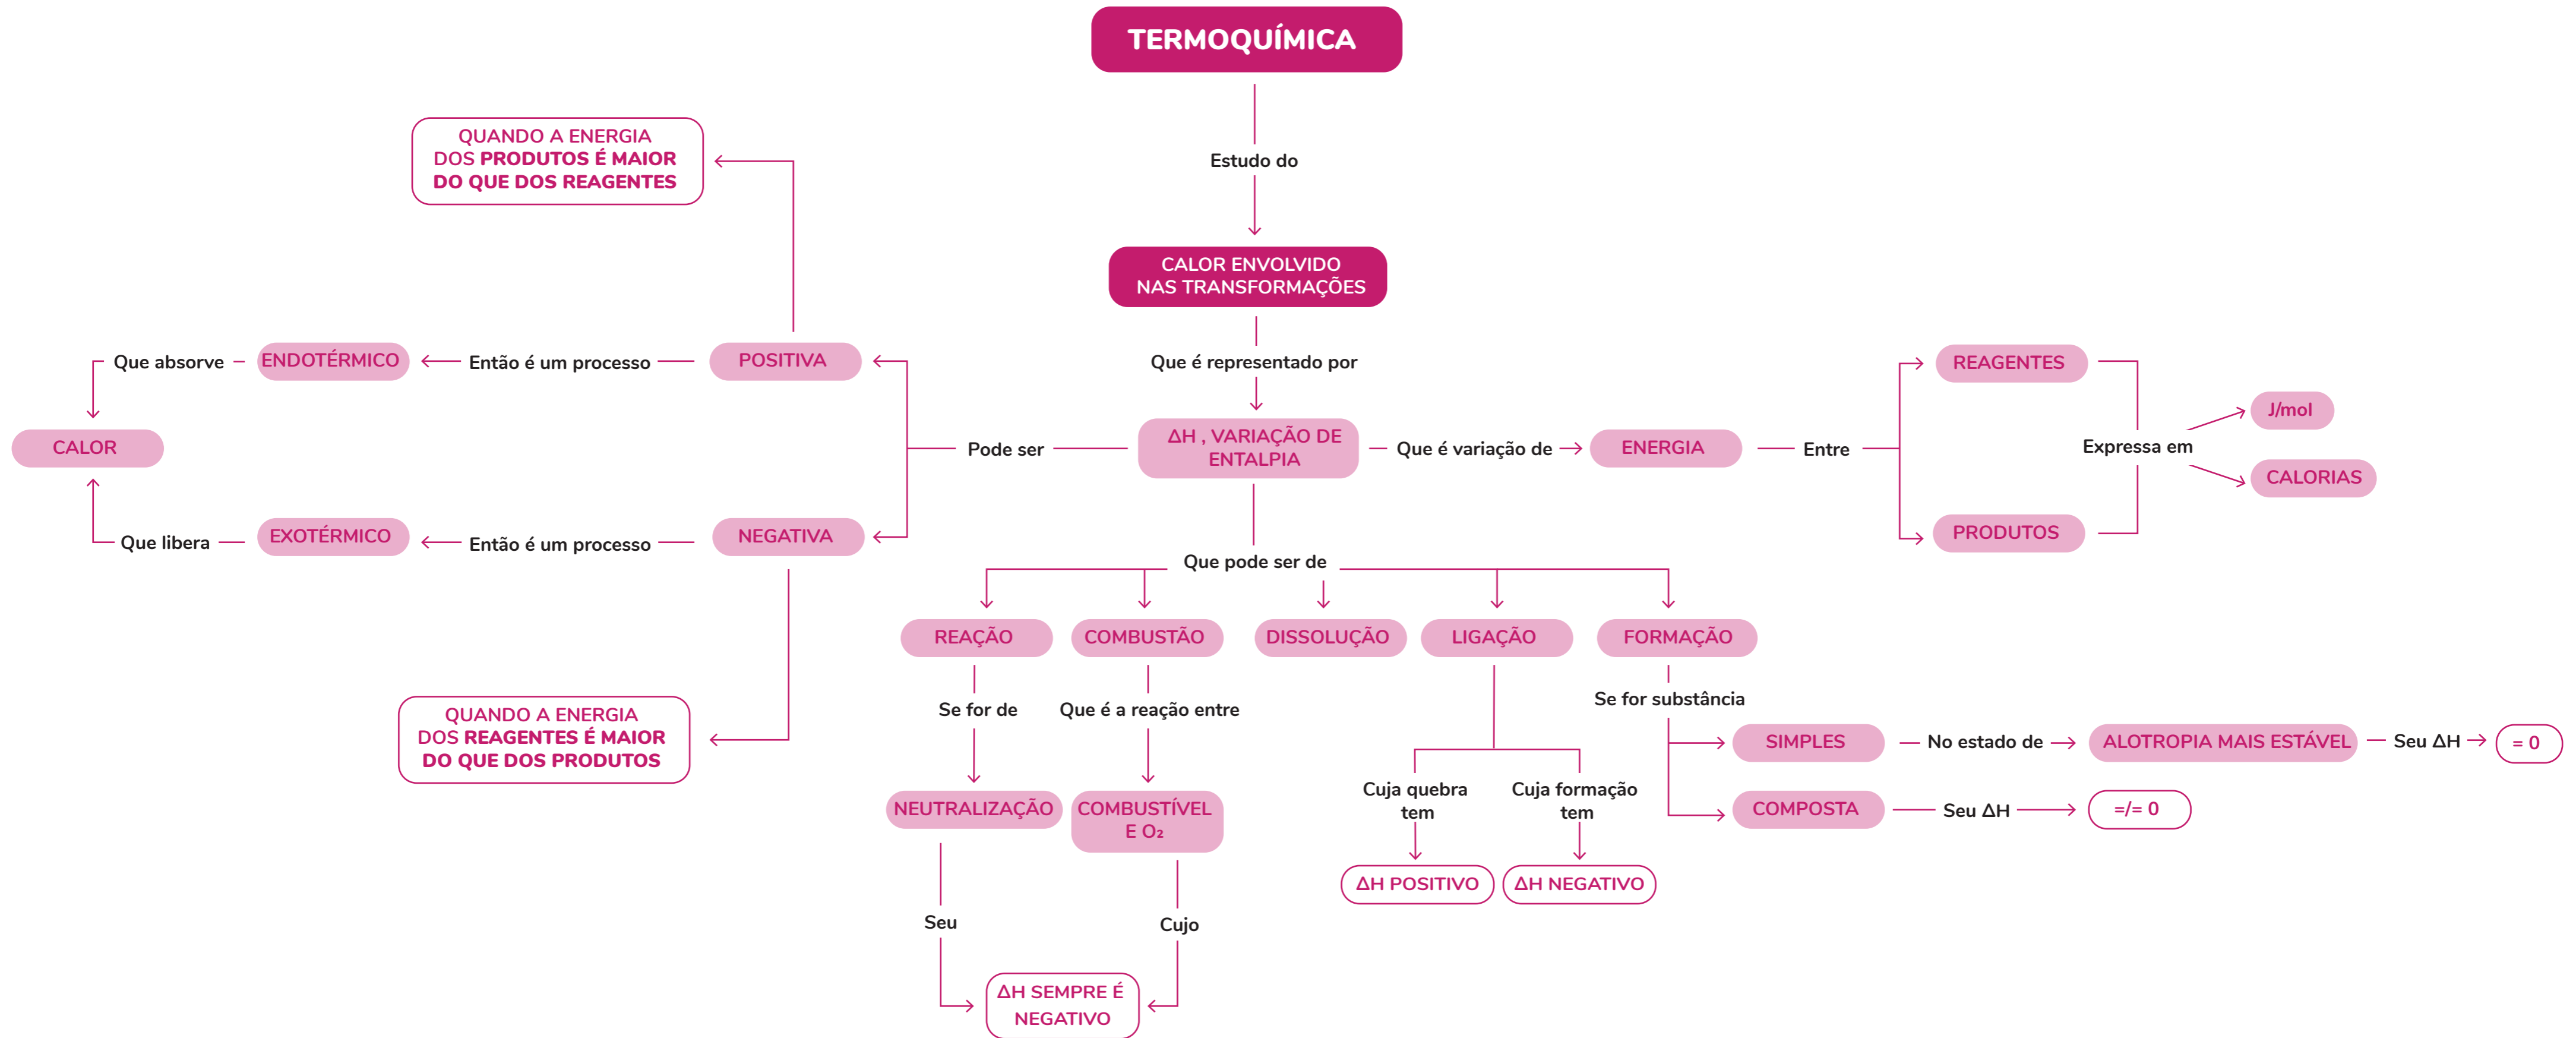 TERMOQUÍMICA
Estudo do
CALOR ENVOLVIDO
NAS TRANSFORMAÇÕES
Que é representado por
ΔH , VARIAÇÃO DE
ENTALPIA
Pode ser
POSITIVA
QUANDO A ENERGIA
DOS PRODUTOS É MAIOR
DO QUE DOS REAGENTES
Então é um processo
ENDOTÉRMICO
Que absorve
CALOR
NEGATIVA
QUANDO A ENERGIA
DOS REAGENTES É MAIOR
DO QUE DOS PRODUTOS
Então é um processo
EXOTÉRMICO
Que libera
Que é variação de
ENERGIA
Entre
REAGENTES
PRODUTOS
Expressa em
J/mol
CALORIAS
Que pode ser de
REAÇÃO
Se for de
NEUTRALIZAÇÃO
Seu
COMBUSTÃO
Que é a reação entre
COMBUSTÍVEL
E O₂
Cujo
ΔH SEMPRE É
NEGATIVO
DISSOLUÇÃO
LIGAÇÃO
Cuja quebra
tem
ΔH POSITIVO
Cuja formação
tem
ΔH NEGATIVO
FORMAÇÃO
Se for substância
SIMPLES
No estado de
ALOTROPIA MAIS ESTÁVEL
Seu ΔH
= 0
COMPOSTA
Seu ΔH
=/= 0